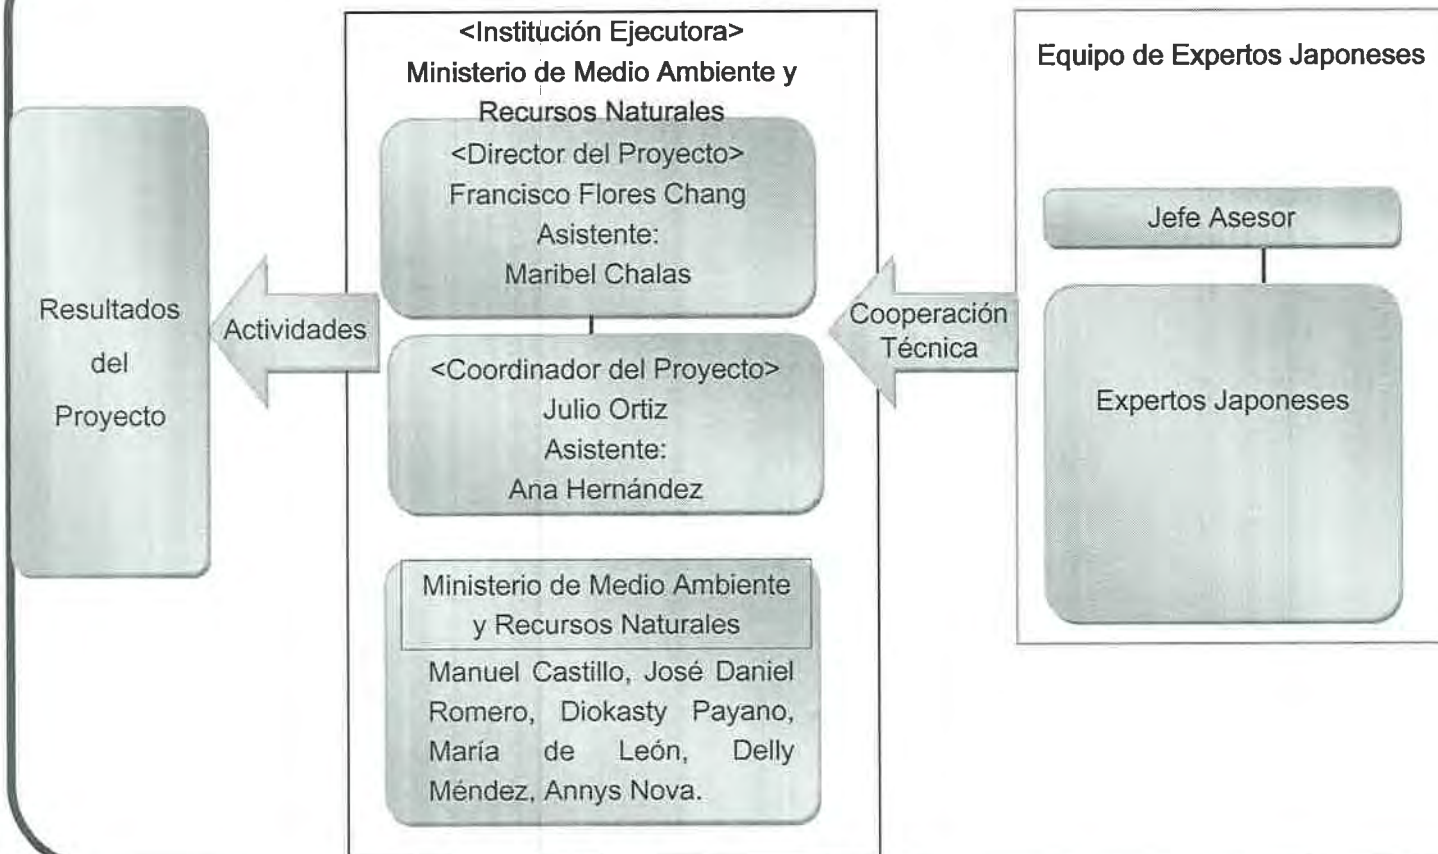 <Institución Ejecutora>
Ministerio de Medio Ambiente y
Recursos Naturales
<Director del Proyecto>
Francisco Flores Chang
Asistente:
Maribel Chalas
<Coordinador del Proyecto>
Julio Ortiz
Asistente:
Ana Hernández
Ministerio de Medio Ambiente
y Recursos Naturales
Manuel Castillo, José Daniel
Romero, Diokasty Payano,
María de León, Delly
Méndez, Annys Nova.
Resultados
del
Proyecto
Actividades
Cooperación
Técnica
Equipo de Expertos Japoneses
Jefe Asesor
Expertos Japoneses